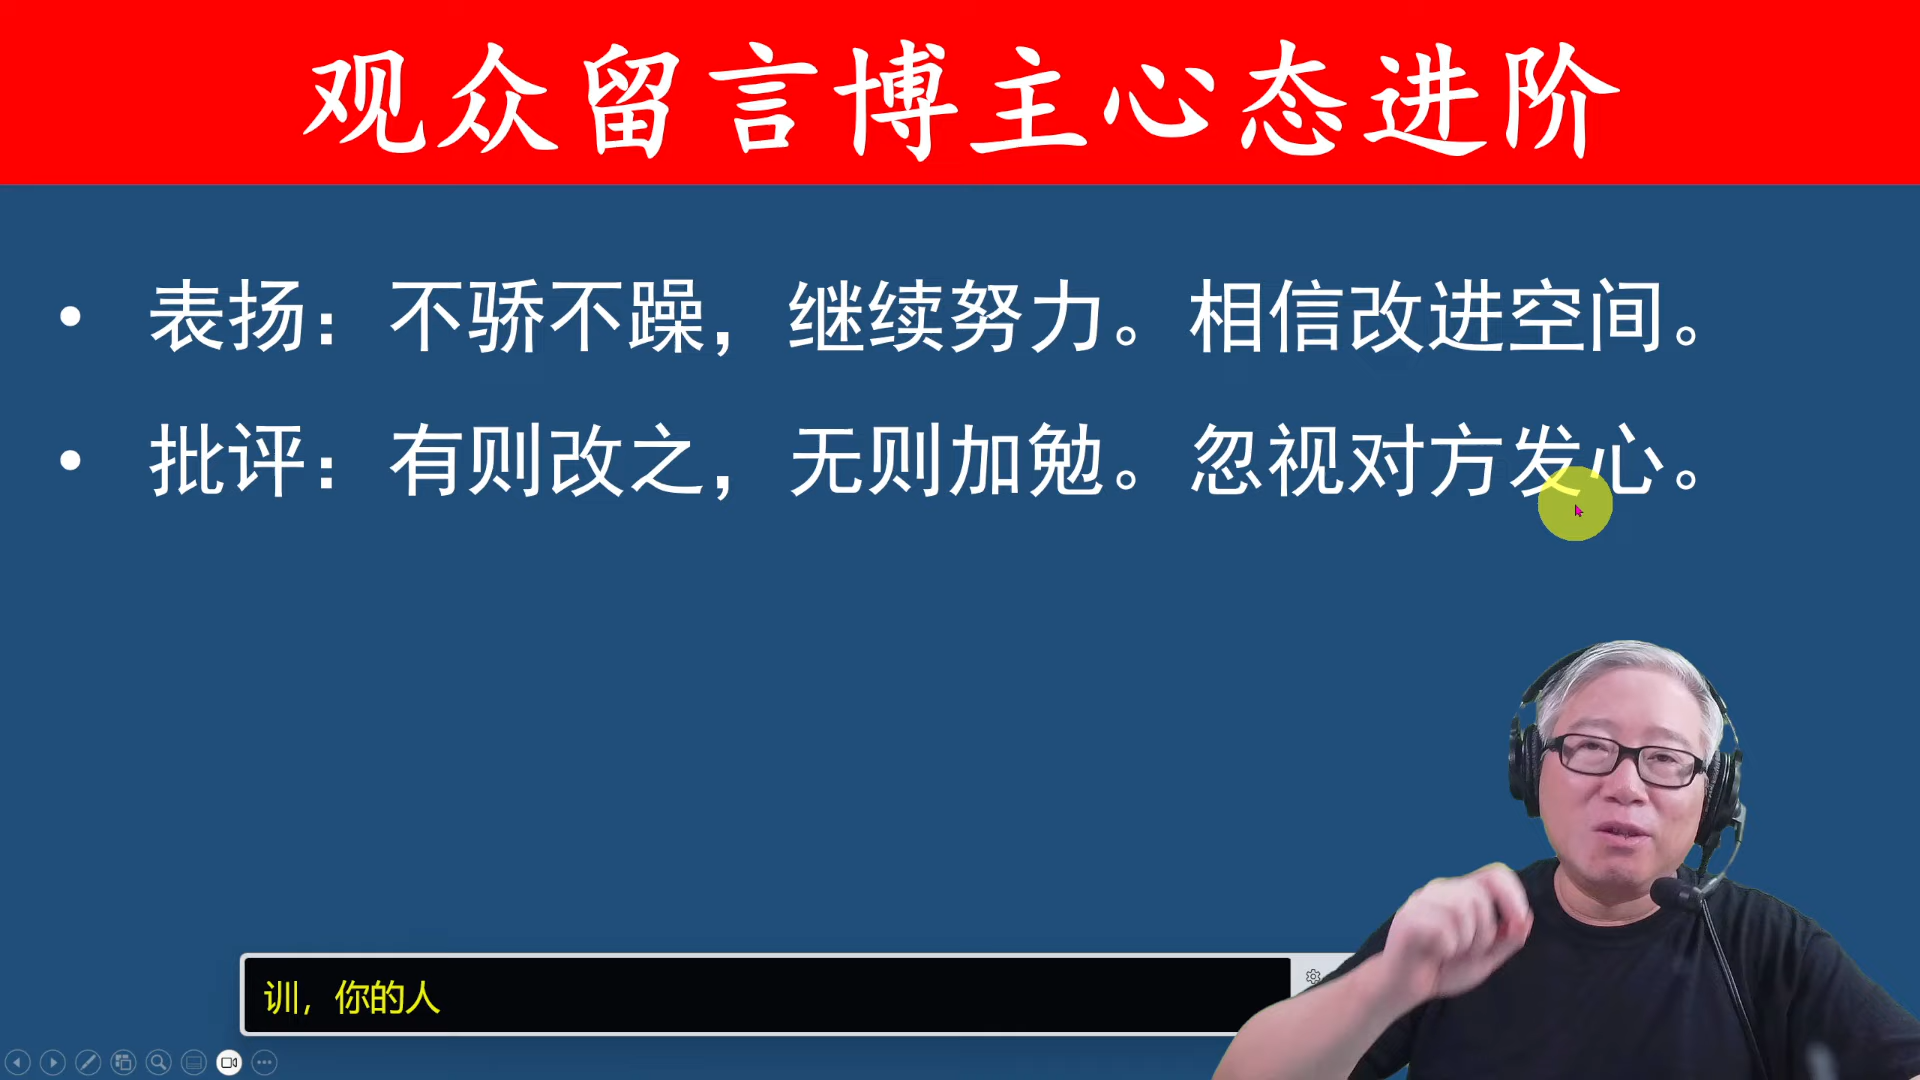 观众留言博主心态进阶
• 表扬：不骄不躁，继续努力。相信改进空间。
• 批评：有则改之，无则加勉。忽视对方发心。
训，你的人